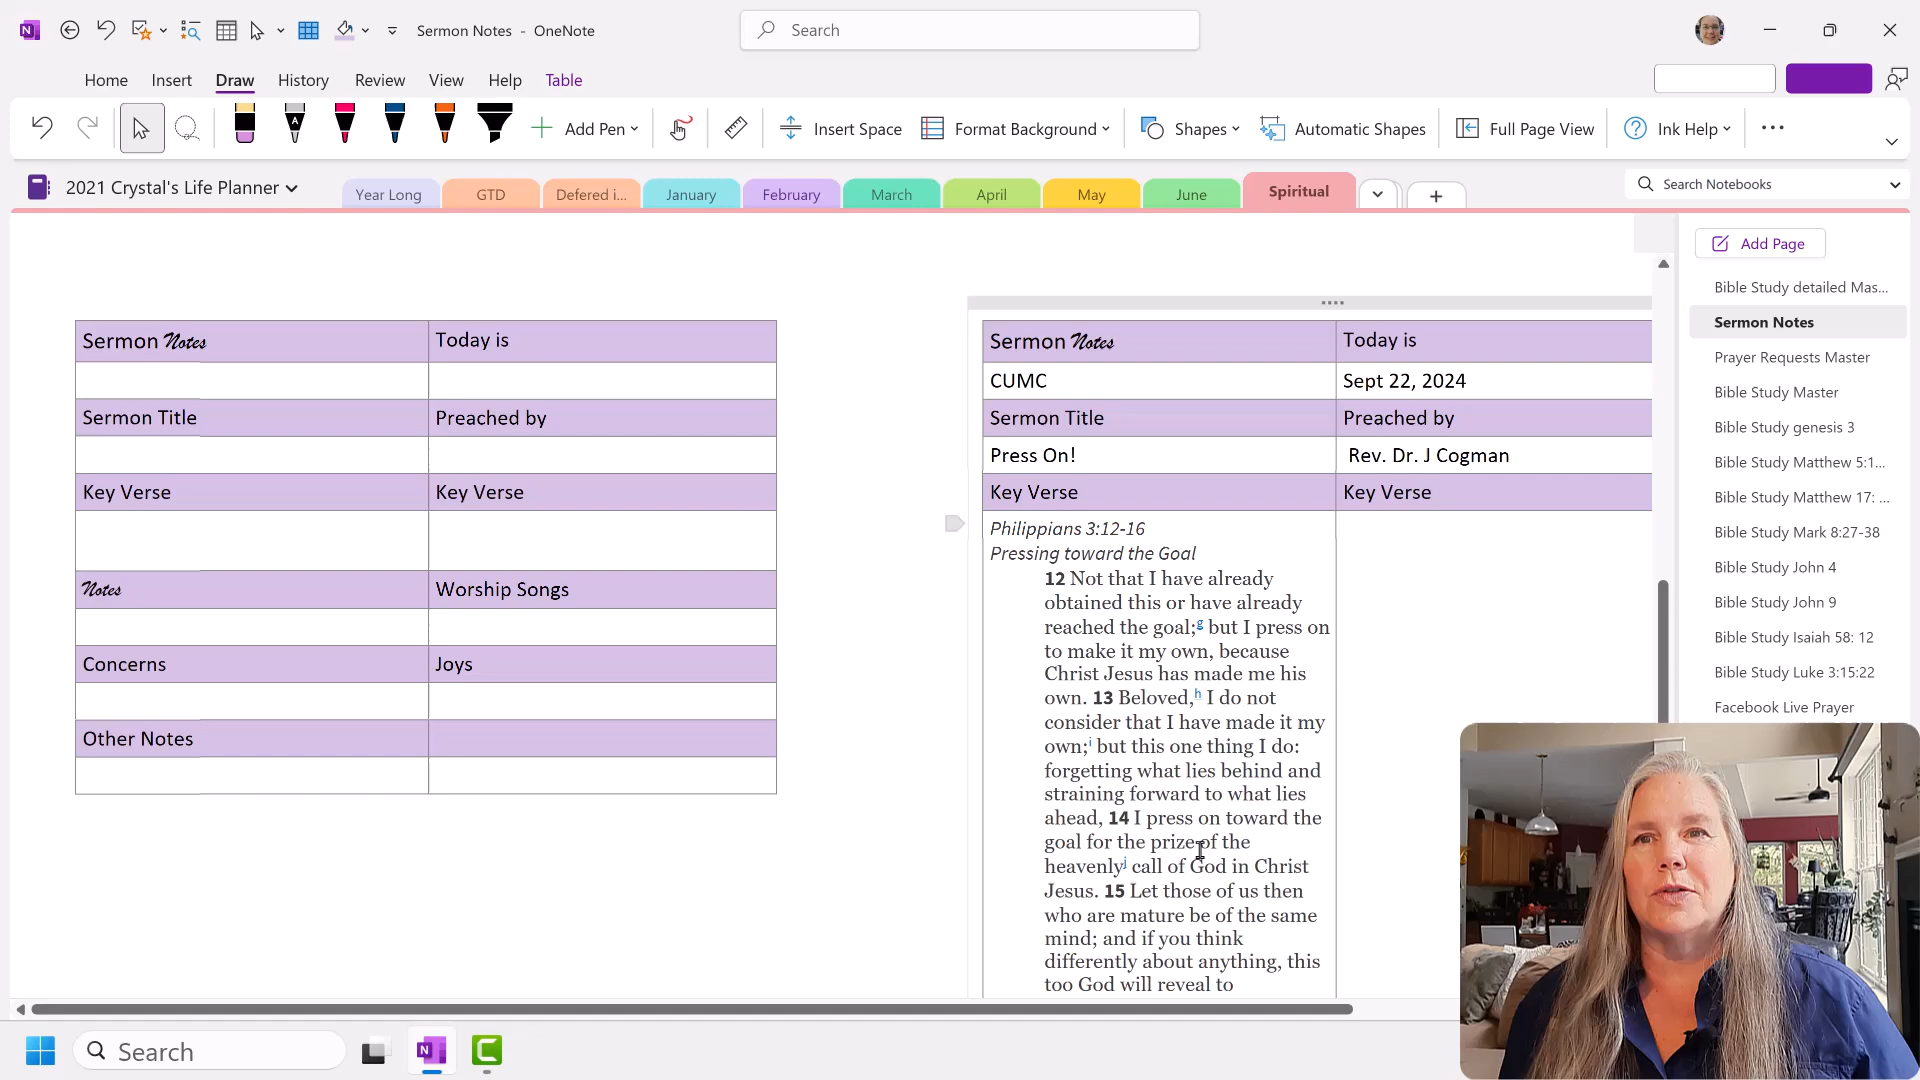 Sermon Notes - OneNote
Search
Home Insert Draw History Review View Help Table
A
Add Pen
Insert Space
Format Background
Shapes
Automatic Shapes
Full Page View
Ink Help
2021 Crystal's Life Planner
Year Long
GTD
Defered i...
January
February
March
April
May
June
Spiritual
Search Notebooks
Add Page
Bible Study detailed Mas...
Sermon Notes
Prayer Requests Master
Bible Study Master
Bible Study genesis 3
Bible Study Matthew 5:1...
Bible Study Matthew 17: ...
Bible Study Mark 8:27-38
Bible Study John 4
Bible Study John 9
Bible Study Isaiah 58: 12
Bible Study Luke 3:15:22
Facebook Live Prayer
Sermon Notes Today is
Sermon Title Preached by
Key Verse Key Verse
Notes Worship Songs
Concerns Joys
Other Notes
Sermon Notes Today is
CUMC Sept 22, 2024
Sermon Title Preached by
Press On! Rev. Dr. J Cogman
Key Verse Key Verse
Philippians 3:12-16
Pressing toward the Goal
12 Not that I have already
obtained this or have already
reached the goal;g but I press on
to make it my own, because
Christ Jesus has made me his
own. 13 Beloved,h I do not
consider that I have made it my
own;i but this one thing I do:
forgetting what lies behind and
straining forward to what lies
ahead, 14 I press on toward the
goal for the prize of the
heavenlyj call of God in Christ
Jesus. 15 Let those of us then
who are mature be of the same
mind; and if you think
differently about anything, this
too God will reveal to
Search